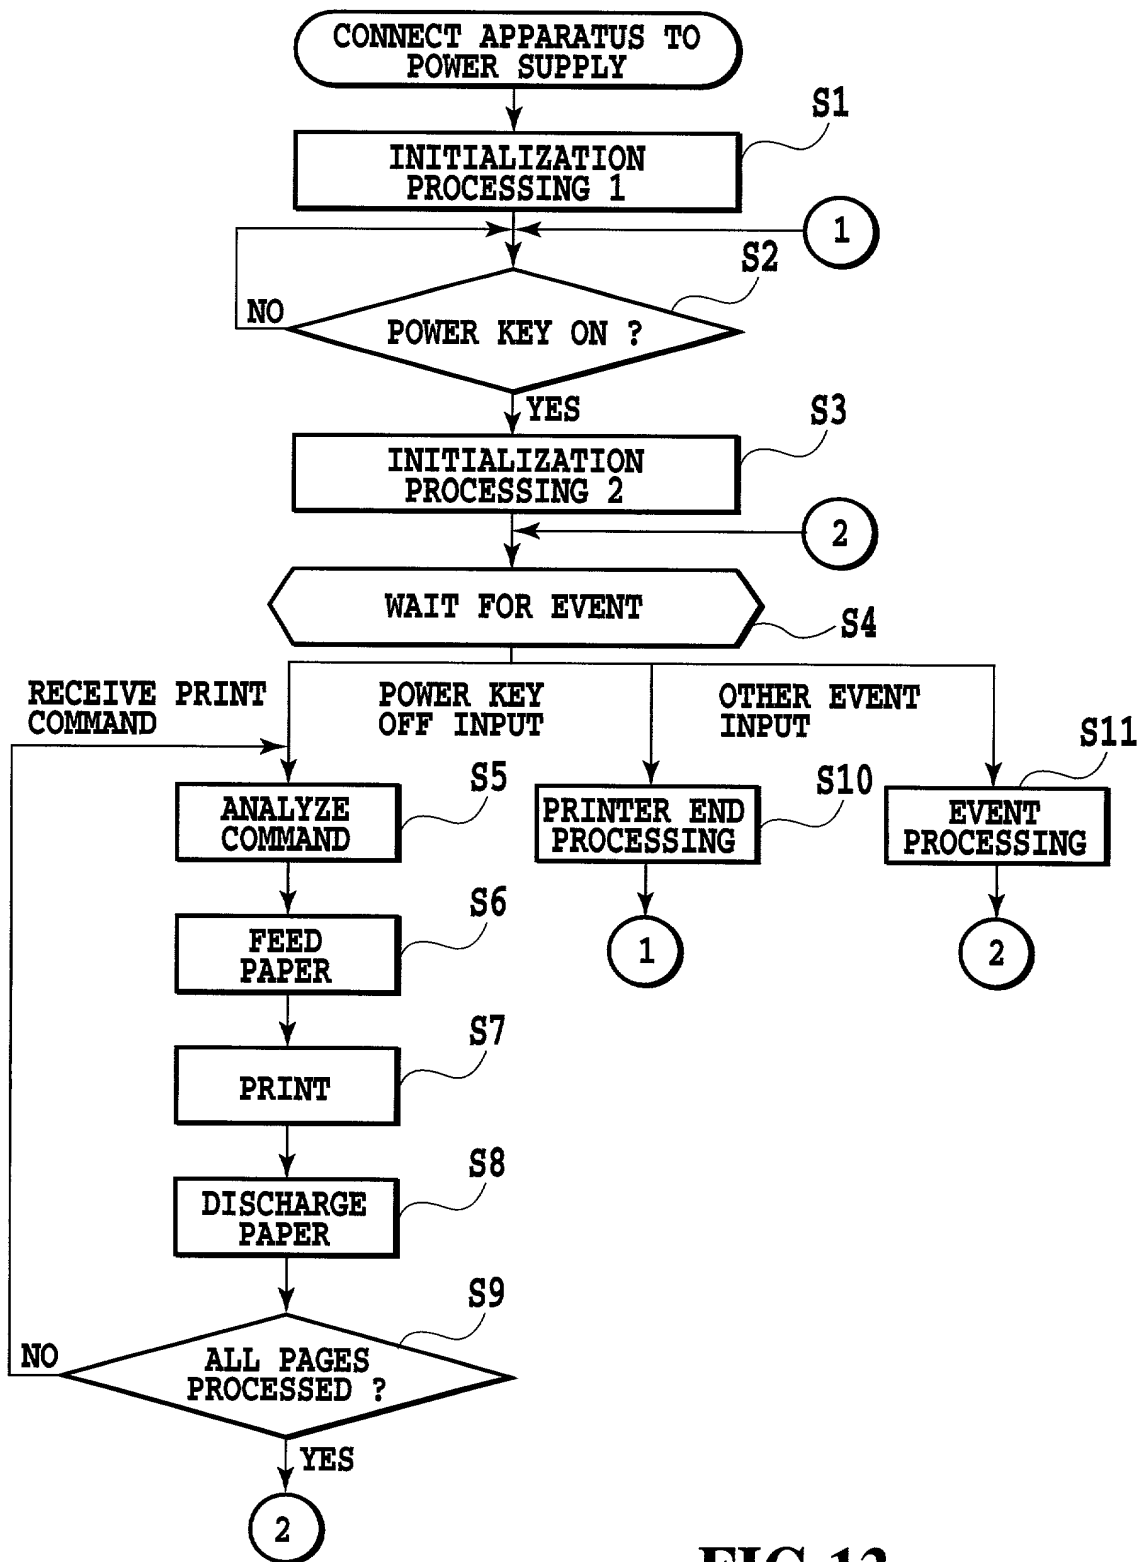 CONNECT APPARATUS TO
POWER SUPPLY
S1
INITIALIZATION
PROCESSING 1
1
S2
NO
POWER KEY ON ?
YES
S3
INITIALIZATION
PROCESSING 2
2
WAIT FOR EVENT
S4
RECEIVE PRINT
COMMAND
POWER KEY
OFF INPUT
OTHER EVENT
INPUT
S5
ANALYZE
COMMAND
S10
PRINTER END
PROCESSING
S11
EVENT
PROCESSING
S6
FEED
PAPER
1
2
S7
PRINT
S8
DISCHARGE
PAPER
S9
NO
ALL PAGES
PROCESSED ?
YES
2
FIG.13